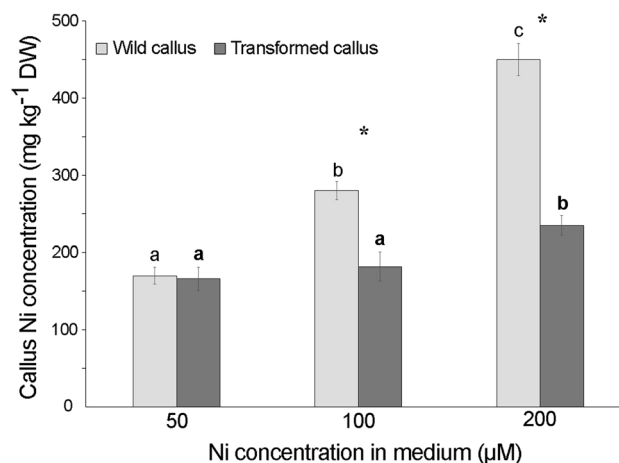 500
400
300
200
100
0
Callus Ni concentration (mg kg⁻¹ DW)
Wild callus Transformed callus
a a
b a *
c b *
50 100 200
Ni concentration in medium (µM)